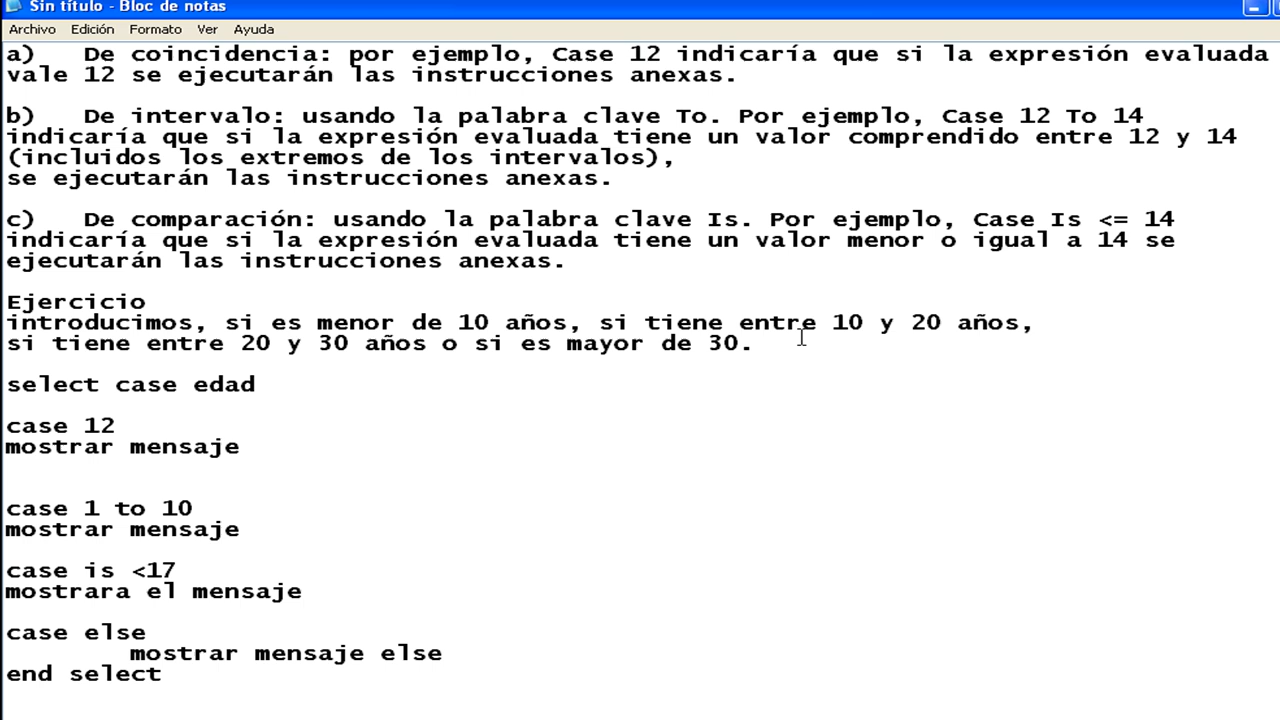 Sin título - Bloc de notas
Archivo Edición Formato Ver Ayuda
a) De coincidencia: por ejemplo, Case 12 indicaría que si la expresión evaluada
vale 12 se ejecutarán las instrucciones anexas.
b) De intervalo: usando la palabra clave To. Por ejemplo, Case 12 To 14
indicaría que si la expresión evaluada tiene un valor comprendido entre 12 y 14
(incluidos los extremos de los intervalos),
se ejecutarán las instrucciones anexas.
c) De comparación: usando la palabra clave Is. Por ejemplo, Case Is <= 14
indicaría que si la expresión evaluada tiene un valor menor o igual a 14 se
ejecutarán las instrucciones anexas.
Ejercicio
introducimos, si es menor de 10 años, si tiene entre 10 y 20 años,
si tiene entre 20 y 30 años o si es mayor de 30.
select case edad
case 12
mostrar mensaje
case 1 to 10
mostrar mensaje
case is <17
mostrara el mensaje
case else
mostrar mensaje else
end select